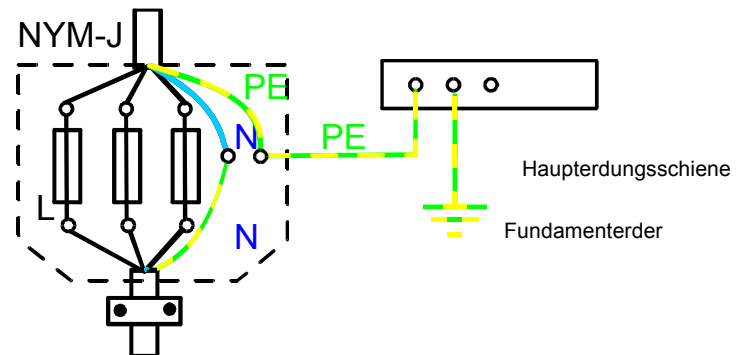 NYM-J
PE
N
PE
Haupterdungsschiene
L
N
Fundamenterder